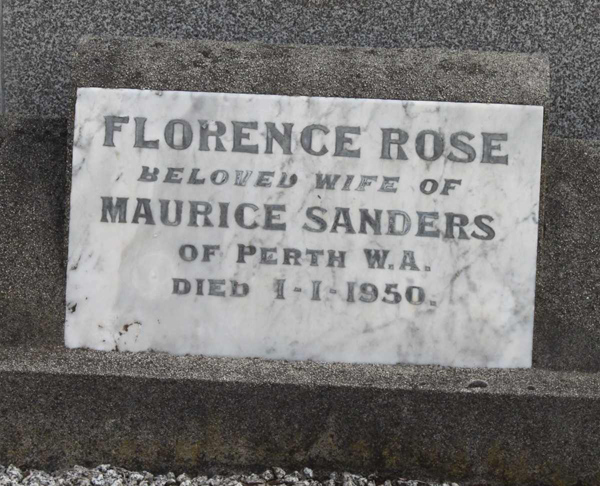 FLORENCE ROSE
BELOVED WIFE OF
MAURICE SANDERS
OF PERTH W.A.
DIED 1-1-1950.